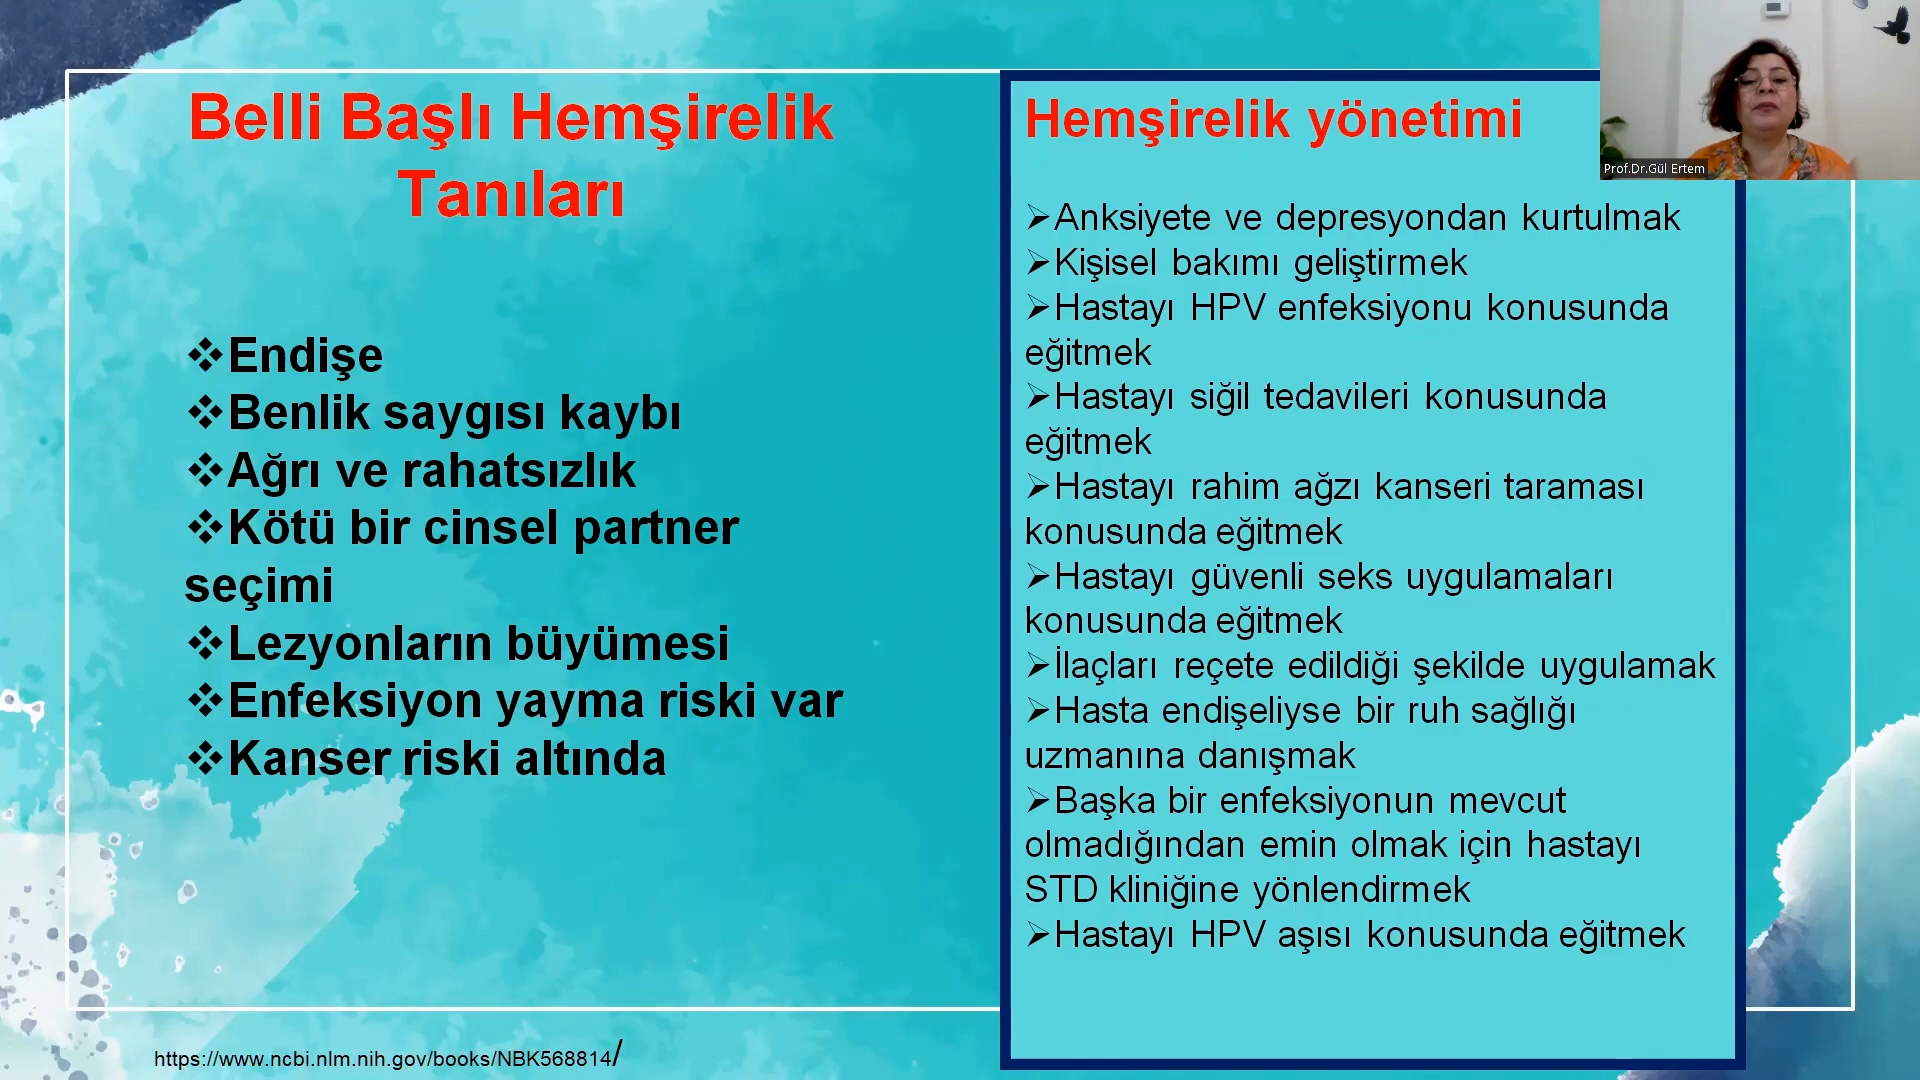 Belli Başlı Hemşirelik
Tanıları
❖Endişe
❖Benlik saygısı kaybı
❖Ağrı ve rahatsızlık
❖Kötü bir cinsel partner
seçimi
❖Lezyonların büyümesi
❖Enfeksiyon yayma riski var
❖Kanser riski altında
https://www.ncbi.nlm.nih.gov/books/NBK568814/
Hemşirelik yönetimi
➢Anksiyete ve depresyondan kurtulmak
➢Kişisel bakımı geliştirmek
➢Hastayı HPV enfeksiyonu konusunda
eğitmek
➢Hastayı siğil tedavileri konusunda
eğitmek
➢Hastayı rahim ağzı kanseri taraması
konusunda eğitmek
➢Hastayı güvenli seks uygulamaları
konusunda eğitmek
➢İlaçları reçete edildiği şekilde uygulamak
➢Hasta endişeliyse bir ruh sağlığı
uzmanına danışmak
➢Başka bir enfeksiyonun mevcut
olmadığından emin olmak için hastayı
STD kliniğine yönlendirmek
➢Hastayı HPV aşısı konusunda eğitmek
Prof.Dr.Gül Ertem